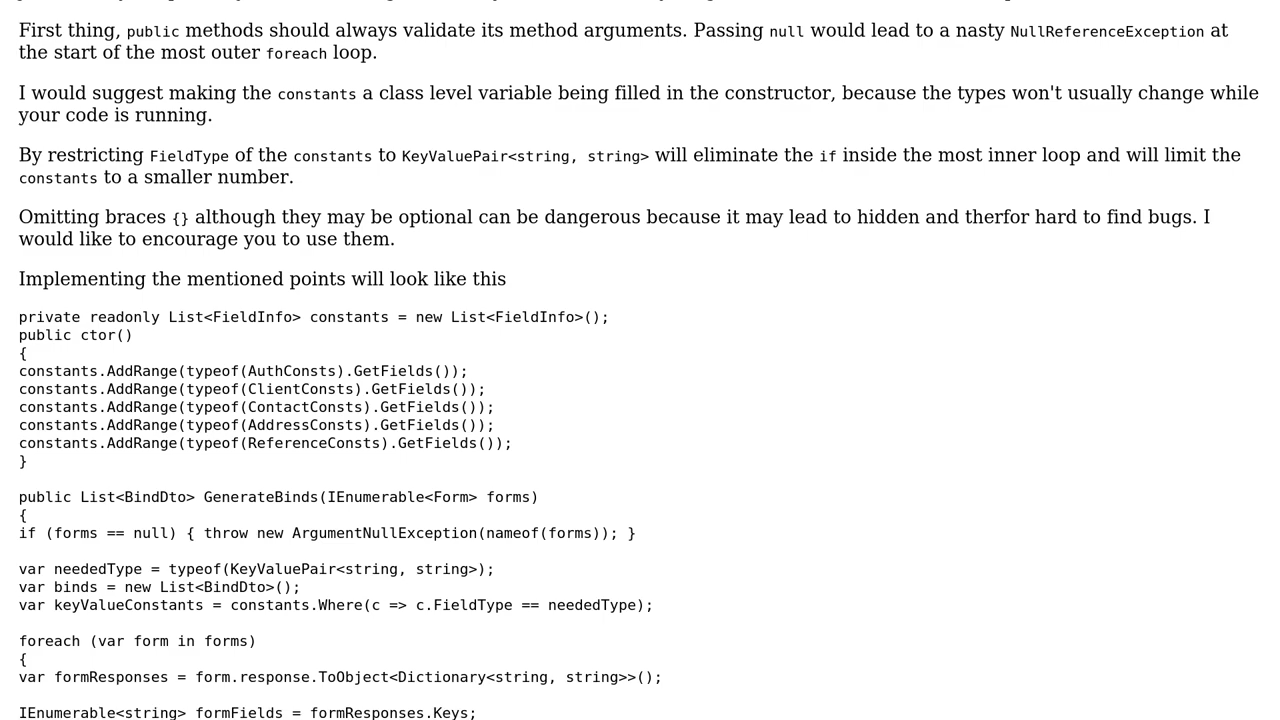 First thing, public methods should always validate its method arguments. Passing null would lead to a nasty NullReferenceException at
the start of the most outer foreach loop.
I would suggest making the constants a class level variable being filled in the constructor, because the types won't usually change while
your code is running.
By restricting FieldType of the constants to KeyValuePair<string, string> will eliminate the if inside the most inner loop and will limit the
constants to a smaller number.
Omitting braces {} although they may be optional can be dangerous because it may lead to hidden and therfor hard to find bugs. I
would like to encourage you to use them.
Implementing the mentioned points will look like this
private readonly List<FieldInfo> constants = new List<FieldInfo>();
public ctor()
{
constants.AddRange(typeof(AuthConsts).GetFields());
constants.AddRange(typeof(ClientConsts).GetFields());
constants.AddRange(typeof(ContactConsts).GetFields());
constants.AddRange(typeof(AddressConsts).GetFields());
constants.AddRange(typeof(ReferenceConsts).GetFields());
}
public List<BindDto> GenerateBinds(IEnumerable<Form> forms)
{
if (forms == null) { throw new ArgumentNullException(nameof(forms)); }
var neededType = typeof(KeyValuePair<string, string>);
var binds = new List<BindDto>();
var keyValueConstants = constants.Where(c => c.FieldType == neededType);
foreach (var form in forms)
{
var formResponses = form.response.ToObject<Dictionary<string, string>>();
IEnumerable<string> formFields = formResponses.Keys;